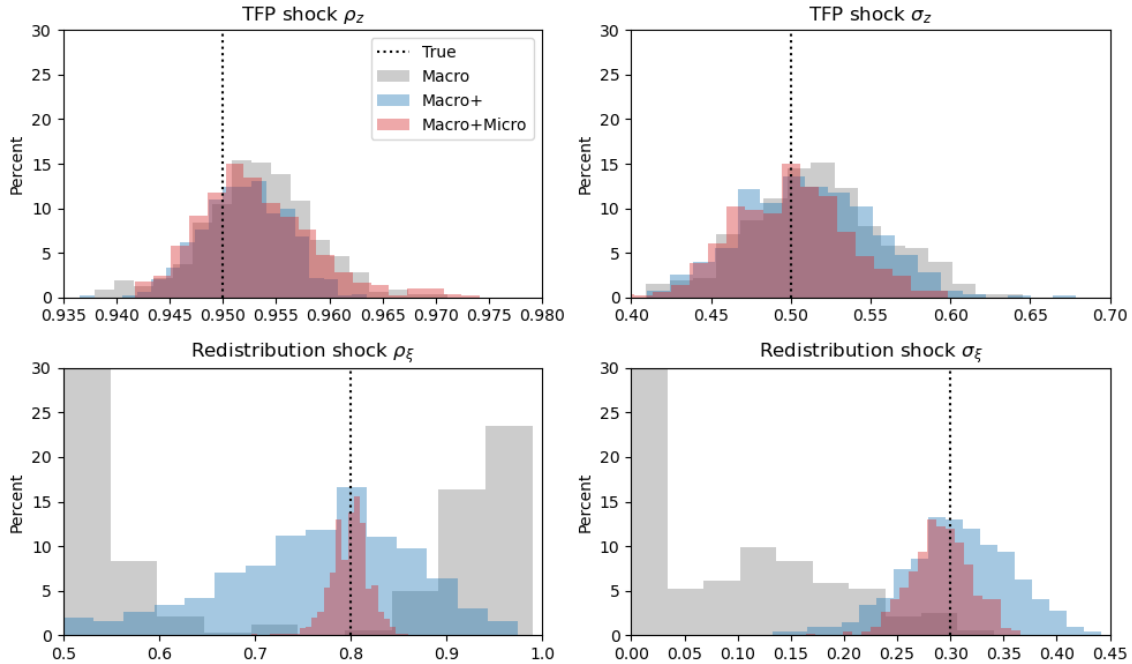 TFP shock ρz
30
25
20
15
10
5
0
Percent
0.935 0.940 0.945 0.950 0.955 0.960 0.965 0.970 0.975 0.980
True
Macro
Macro+
Macro+Micro
TFP shock σz
30
25
20
15
10
5
0
Percent
0.40 0.45 0.50 0.55 0.60 0.65 0.70
Redistribution shock ρξ
30
25
20
15
10
5
0
Percent
0.5 0.6 0.7 0.8 0.9 1.0
Redistribution shock σξ
30
25
20
15
10
5
0
Percent
0.00 0.05 0.10 0.15 0.20 0.25 0.30 0.35 0.40 0.45